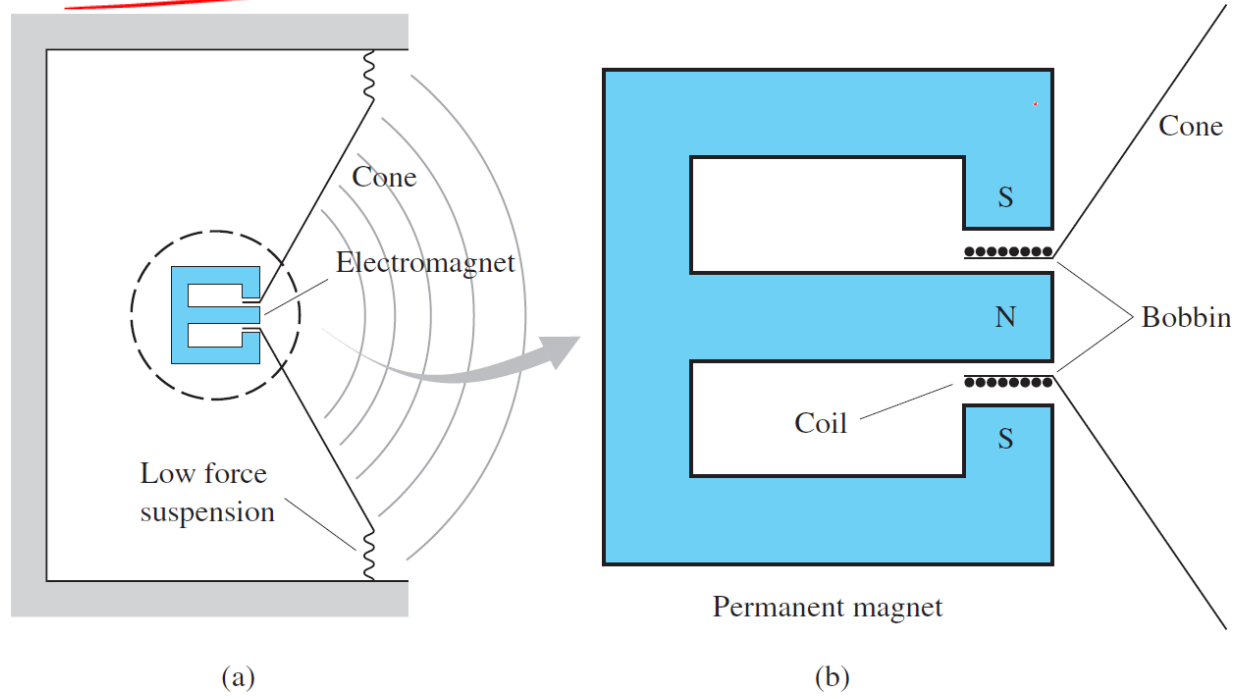 Cone
Electromagnet
Low force
suspension
(a)
Cone
S
N
Bobbin
Coil
S
Permanent magnet
(b)